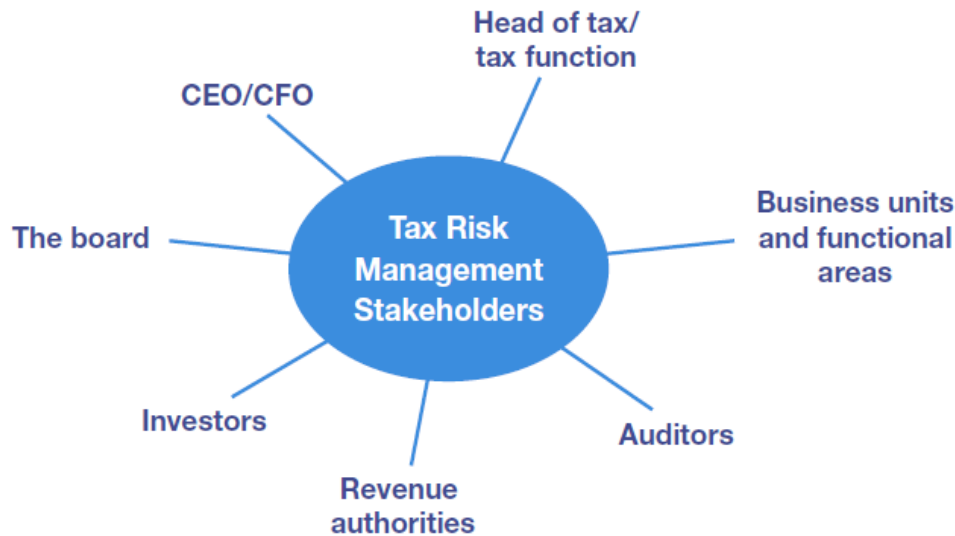 Head of tax/
tax function
CEO/CFO
Business units
and functional
areas
The board
Tax Risk
Management
Stakeholders
Investors
Auditors
Revenue
authorities